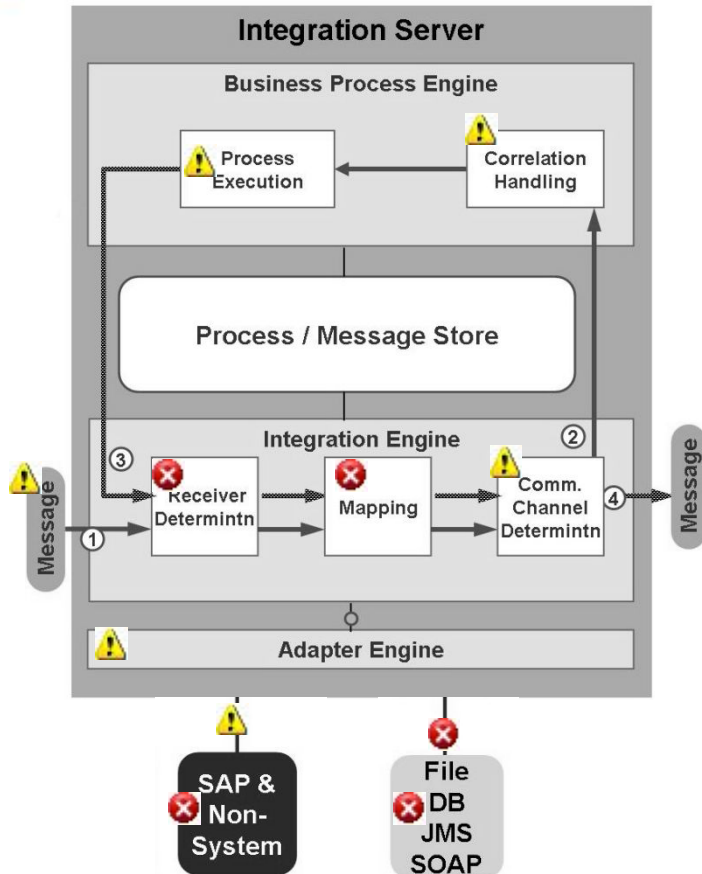 Integration Server
Business Process Engine
Process
Execution
Correlation
Handling
Process / Message Store
Integration Engine
2
3
Receiver
Determintn
Mapping
Comm.
Channel
Determintn
4
1
Message
Message
Adapter Engine
SAP &
Non-
System
File
DB
JMS
SOAP